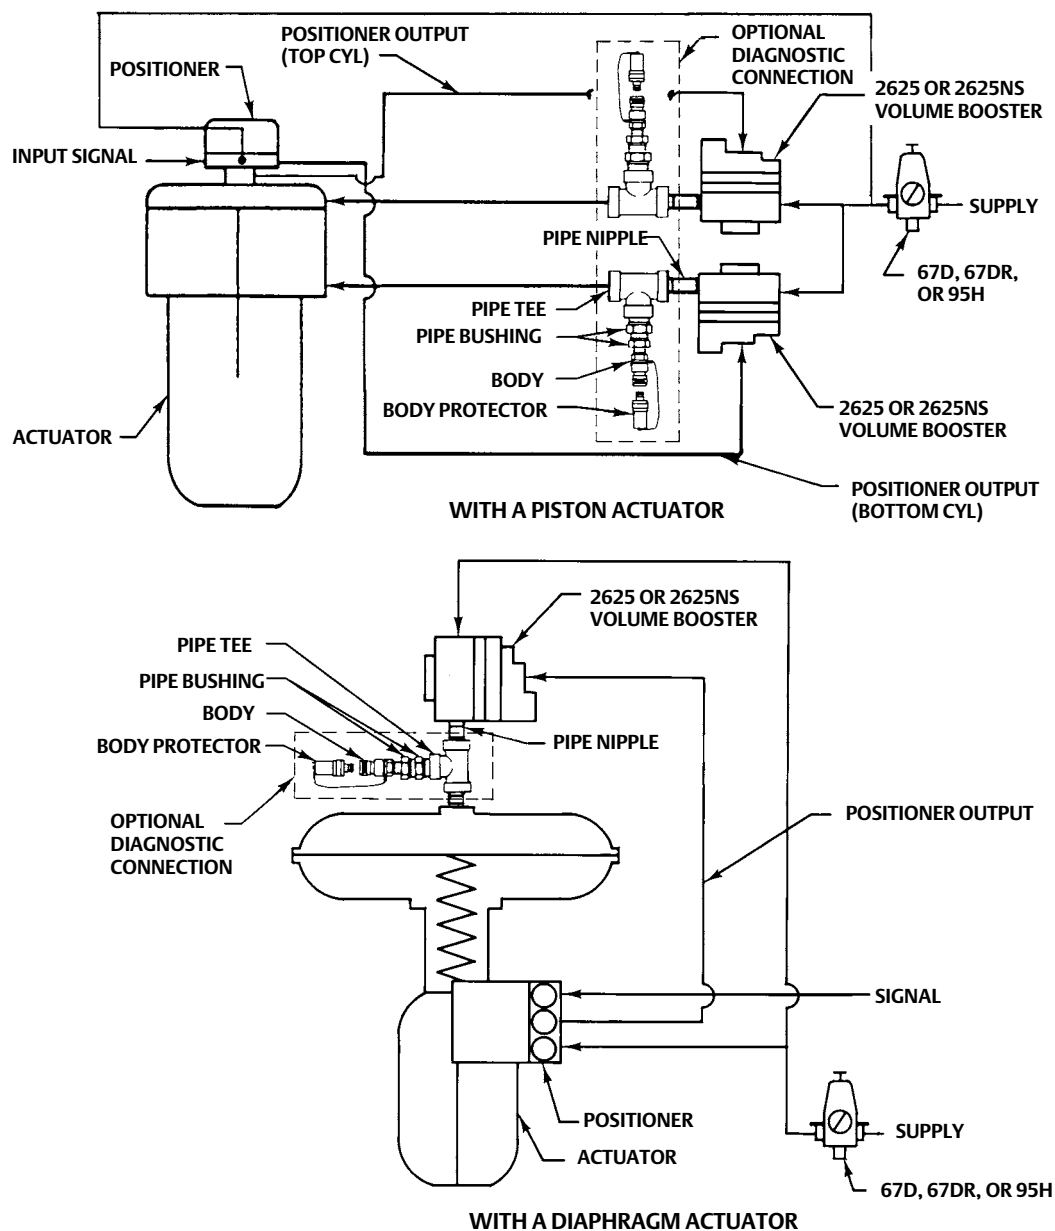 POSITIONER OUTPUT
(TOP CYL)
OPTIONAL
DIAGNOSTIC
CONNECTION
POSITIONER
2625 OR 2625NS
VOLUME BOOSTER
INPUT SIGNAL
SUPPLY
PIPE NIPPLE
67D, 67DR,
OR 95H
PIPE TEE
PIPE BUSHING
BODY
BODY PROTECTOR
2625 OR 2625NS
VOLUME BOOSTER
ACTUATOR
POSITIONER OUTPUT
(BOTTOM CYL)
WITH A PISTON ACTUATOR
2625 OR 2625NS
VOLUME BOOSTER
PIPE TEE
PIPE BUSHING
BODY
BODY PROTECTOR
PIPE NIPPLE
OPTIONAL
DIAGNOSTIC
CONNECTION
POSITIONER OUTPUT
SIGNAL
POSITIONER
SUPPLY
ACTUATOR
67D, 67DR, OR 95H
WITH A DIAPHRAGM ACTUATOR